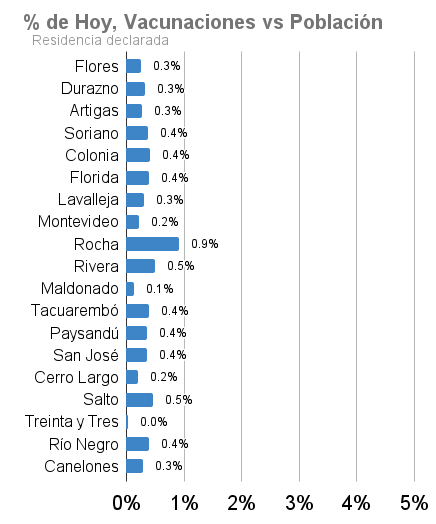 % de Hoy, Vacunaciones vs Población
Residencia declarada
Flores 0.3%
Durazno 0.3%
Artigas 0.3%
Soriano 0.4%
Colonia 0.4%
Florida 0.4%
Lavalleja 0.3%
Montevideo 0.2%
Rocha 0.9%
Rivera 0.5%
Maldonado 0.1%
Tacuarembó 0.4%
Paysandú 0.4%
San José 0.4%
Cerro Largo 0.2%
Salto 0.5%
Treinta y Tres 0.0%
Río Negro 0.4%
Canelones 0.3%
0% 1% 2% 3% 4% 5%